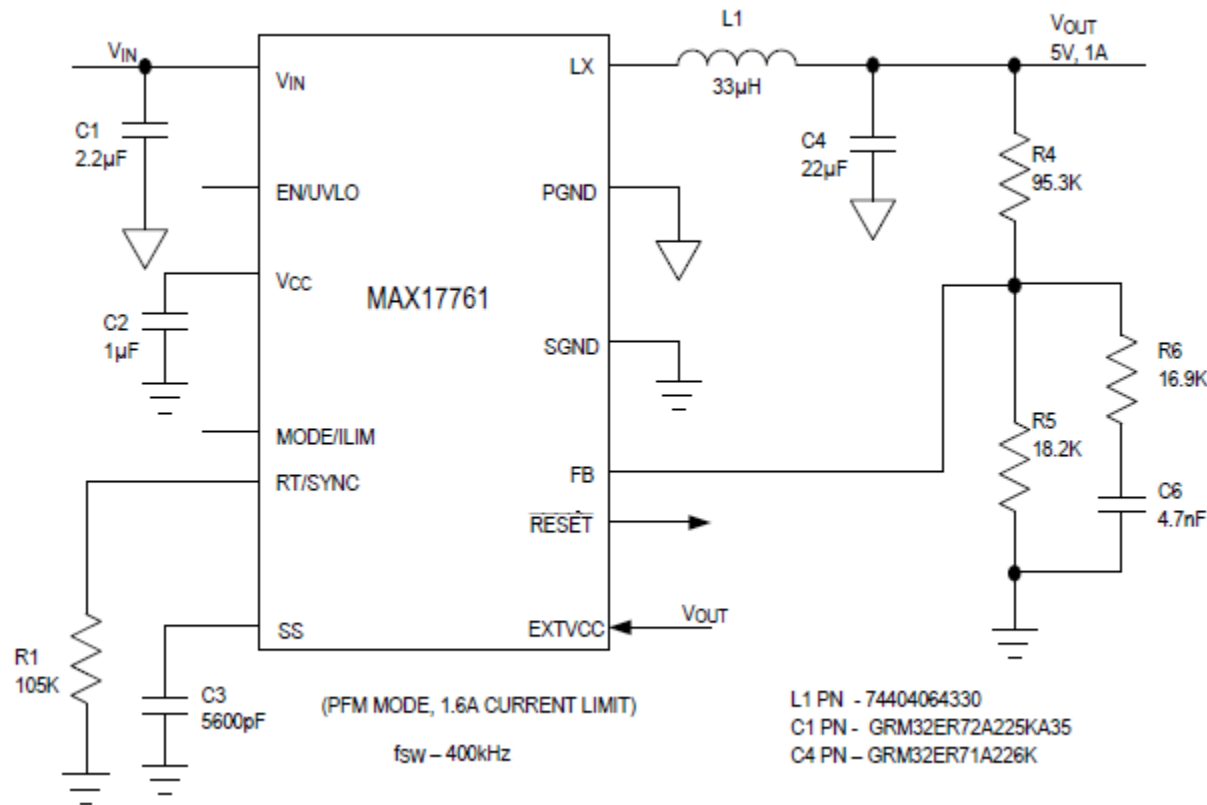 L1
VOUT
5V, 1A
VIN
VIN
LX
33µH
C1
2.2µF
C4
22µF
R4
95.3K
EN/UVLO
PGND
VCC
MAX17761
C2
1µF
SGND
R6
16.9K
MODE/ILIM
R5
18.2K
RT/SYNC
FB
C6
4.7nF
RESET
SS
EXTVCC
VOUT
R1
105K
C3
5600pF
(PFM MODE, 1.6A CURRENT LIMIT)
fSW – 400kHz
L1 PN - 74404064330
C1 PN - GRM32ER72A225KA35
C4 PN – GRM32ER71A226K